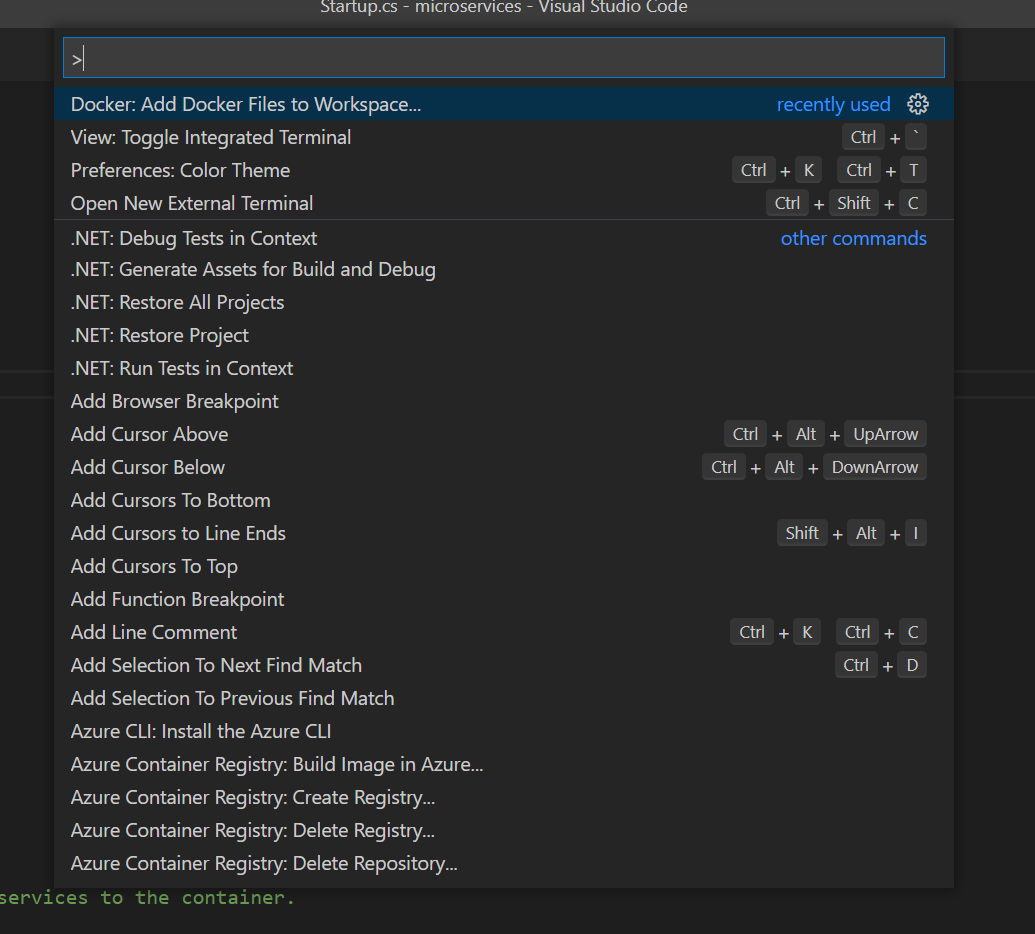 Startup.cs - microservices - Visual Studio Code
>
Docker: Add Docker Files to Workspace... recently used
View: Toggle Integrated Terminal Ctrl + `
Preferences: Color Theme Ctrl + K Ctrl + T
Open New External Terminal Ctrl + Shift + C
.NET: Debug Tests in Context other commands
.NET: Generate Assets for Build and Debug
.NET: Restore All Projects
.NET: Restore Project
.NET: Run Tests in Context
Add Browser Breakpoint
Add Cursor Above Ctrl + Alt + UpArrow
Add Cursor Below Ctrl + Alt + DownArrow
Add Cursors To Bottom
Add Cursors to Line Ends Shift + Alt + I
Add Cursors To Top
Add Function Breakpoint
Add Line Comment Ctrl + K Ctrl + C
Add Selection To Next Find Match Ctrl + D
Add Selection To Previous Find Match
Azure CLI: Install the Azure CLI
Azure Container Registry: Build Image in Azure...
Azure Container Registry: Create Registry...
Azure Container Registry: Delete Registry...
Azure Container Registry: Delete Repository...
services to the container.